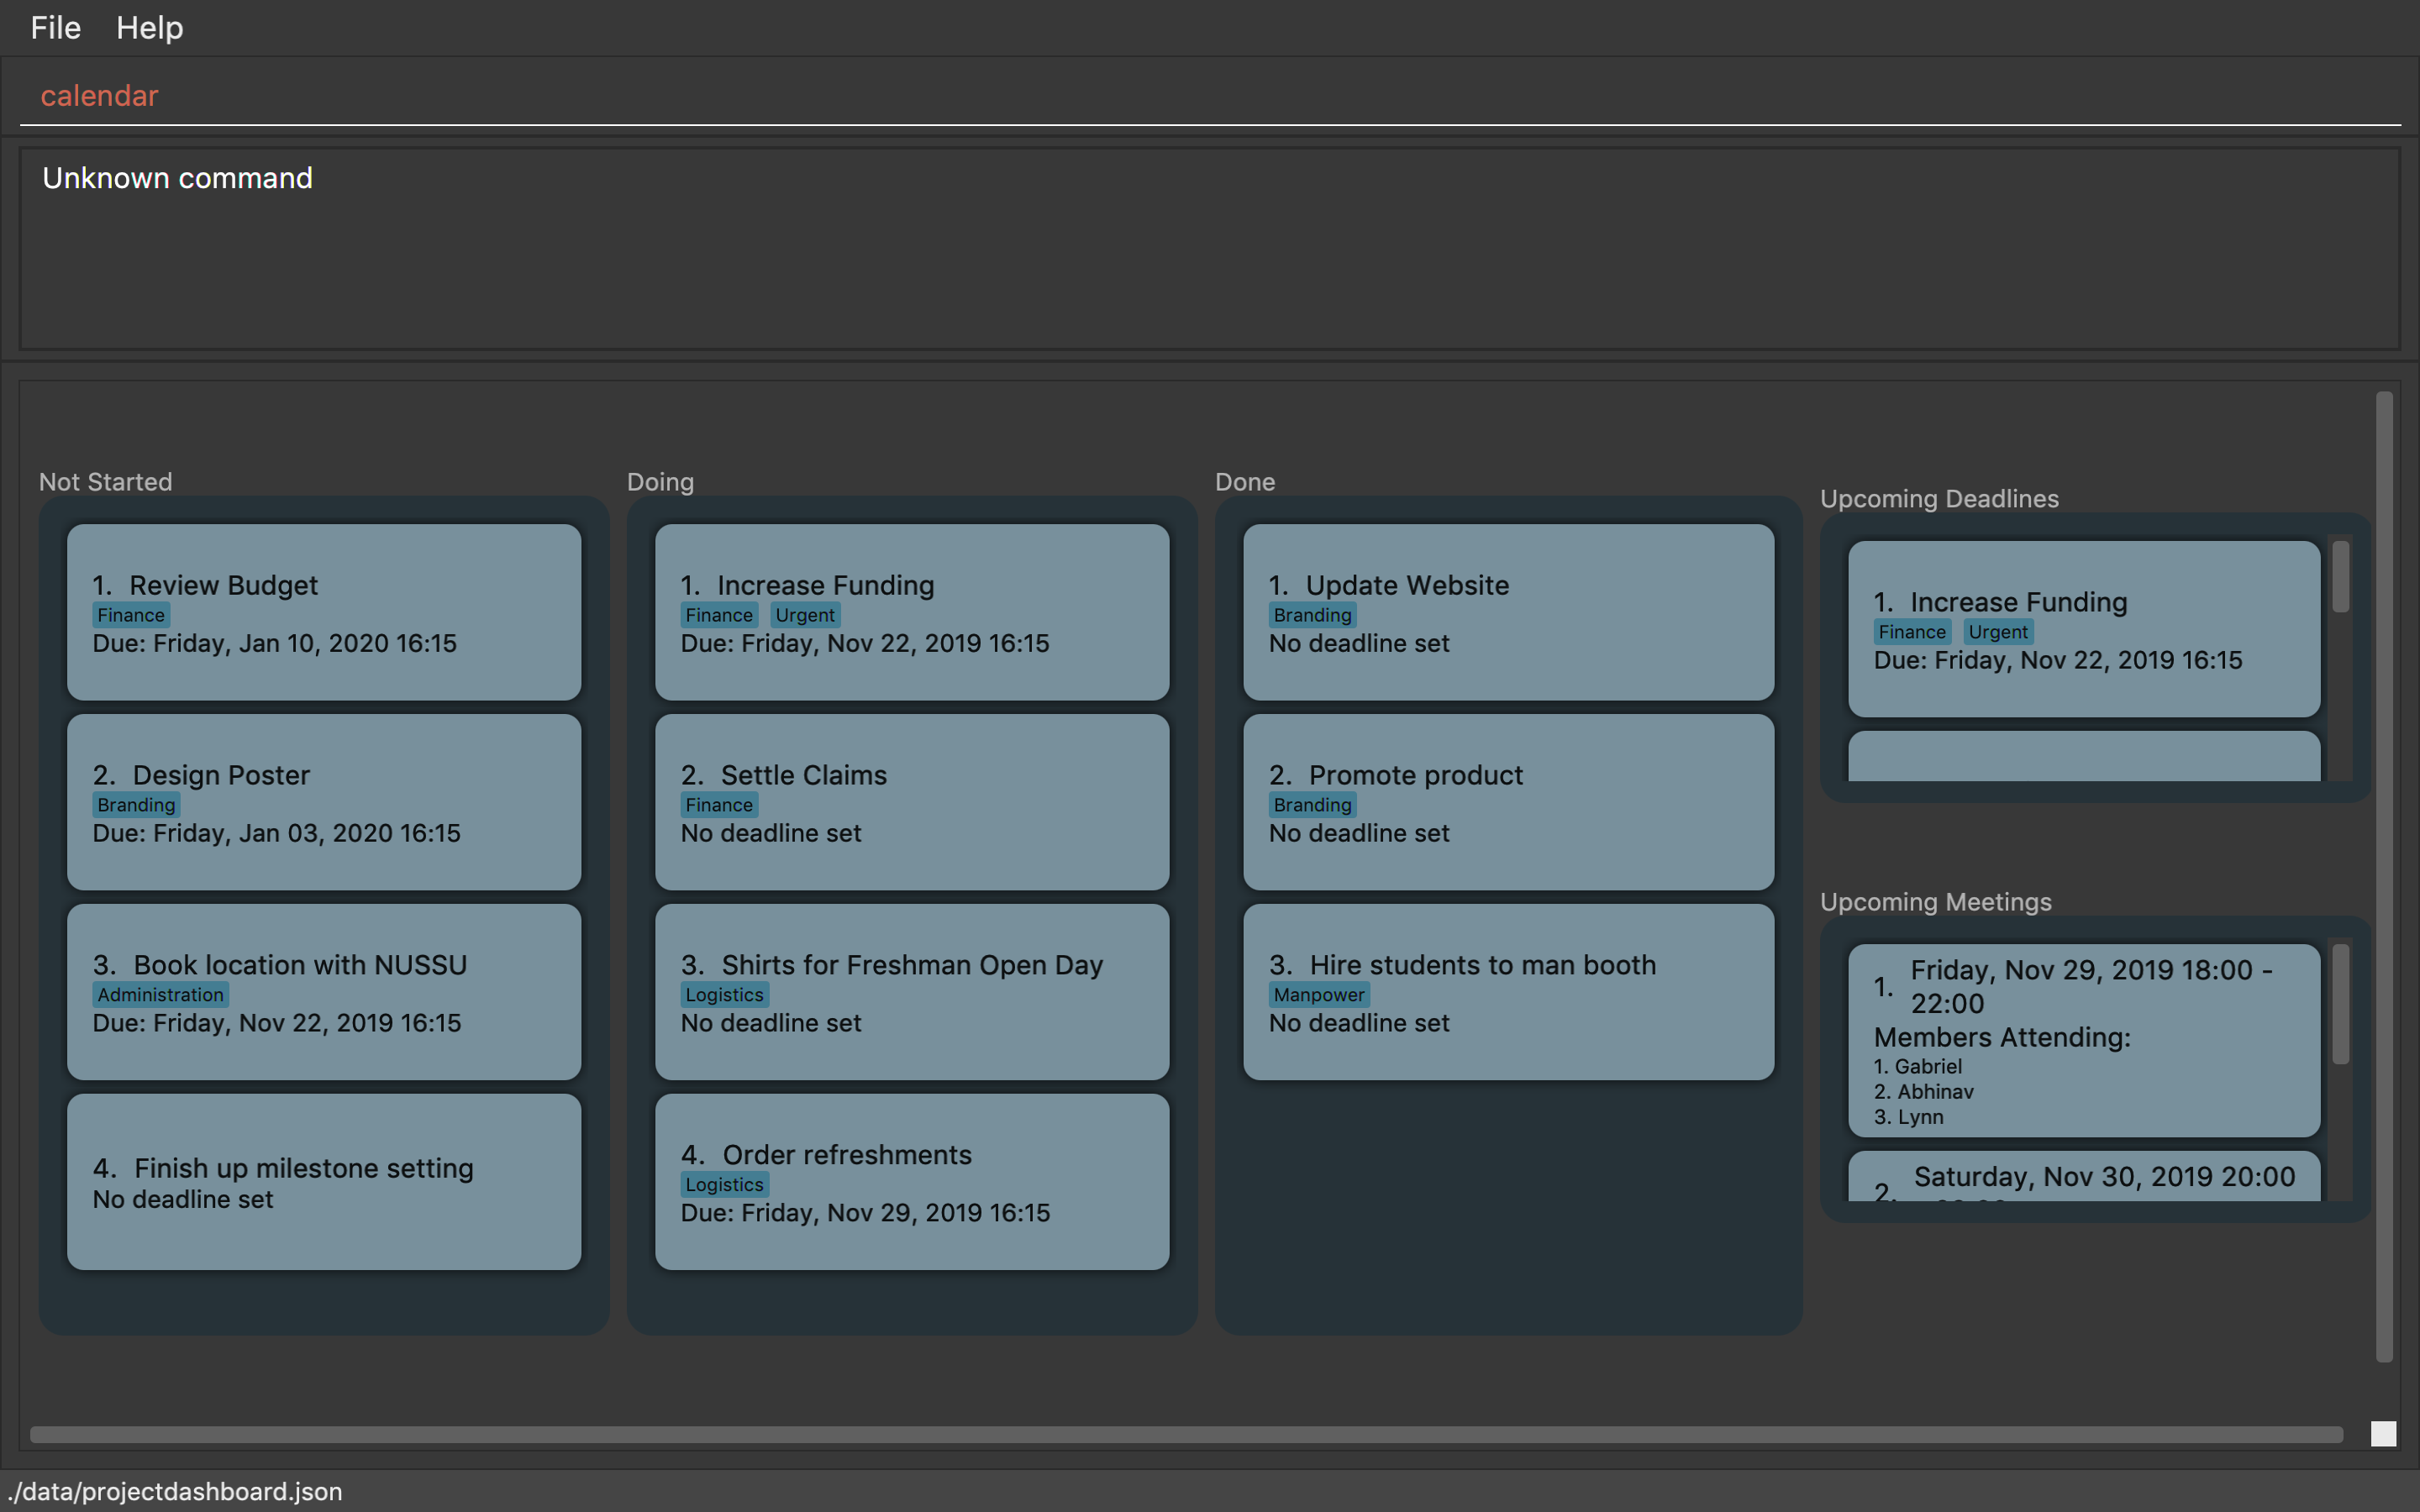 File Help
calendar
Unknown command
Not Started
1. Review Budget
Finance
Due: Friday, Jan 10, 2020 16:15
2. Design Poster
Branding
Due: Friday, Jan 03, 2020 16:15
3. Book location with NUSSU
Administration
Due: Friday, Nov 22, 2019 16:15
4. Finish up milestone setting
No deadline set
Doing
1. Increase Funding
Finance Urgent
Due: Friday, Nov 22, 2019 16:15
2. Settle Claims
Finance
No deadline set
3. Shirts for Freshman Open Day
Logistics
No deadline set
4. Order refreshments
Logistics
Due: Friday, Nov 29, 2019 16:15
Done
1. Update Website
Branding
No deadline set
2. Promote product
Branding
No deadline set
3. Hire students to man booth
Manpower
No deadline set
Upcoming Deadlines
1. Increase Funding
Finance Urgent
Due: Friday, Nov 22, 2019 16:15
Upcoming Meetings
1. Friday, Nov 29, 2019 18:00 -
22:00
Members Attending:
1. Gabriel
2. Abhinav
3. Lynn
2. Saturday, Nov 30, 2019 20:00
./data/projectdashboard.json